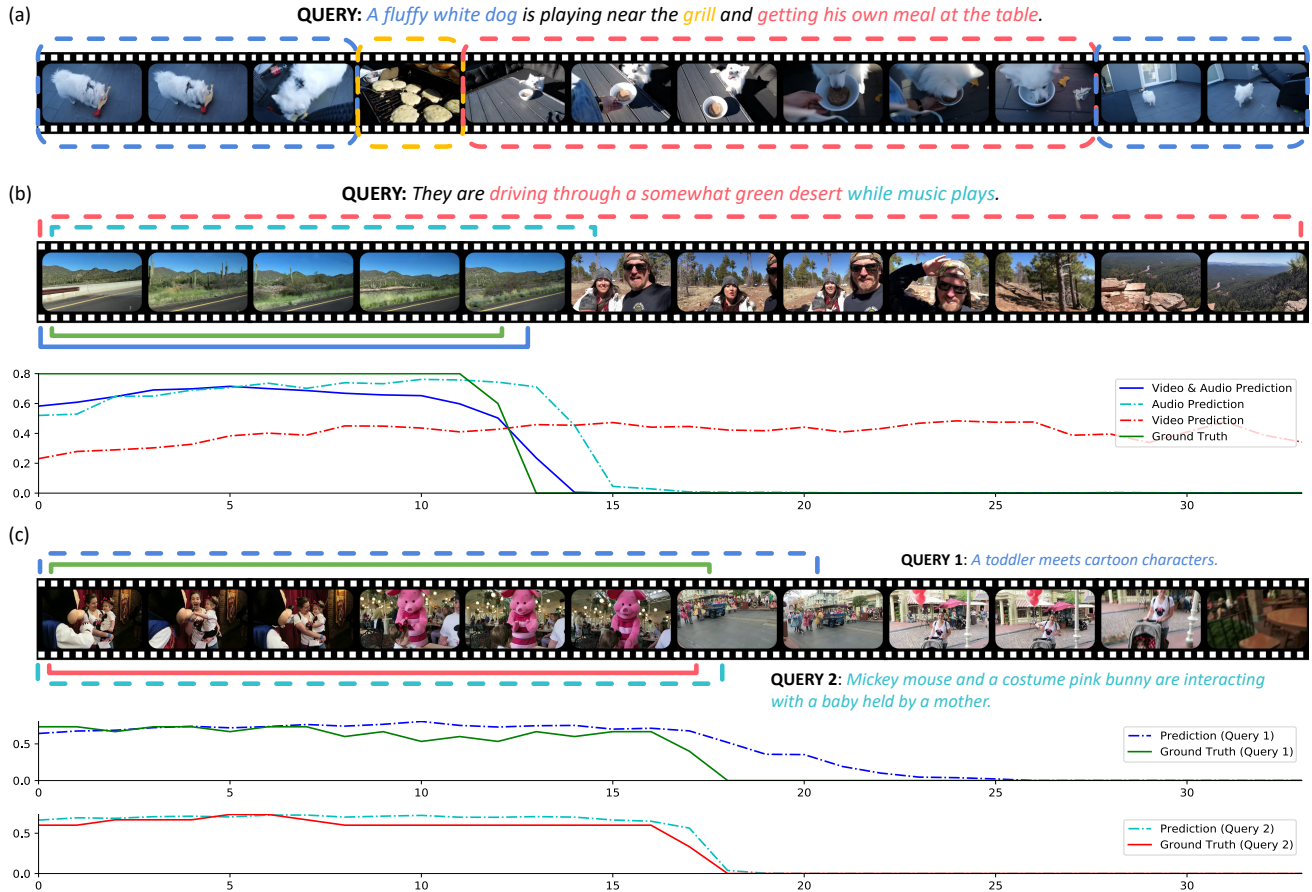 (a)
QUERY: A fluffy white dog is playing near the grill and getting his own meal at the table.
(b)
QUERY: They are driving through a somewhat green desert while music plays.
0.8
0.6
0.4
0.2
0.0
0 5 10 15 20 25 30
Video & Audio Prediction
Audio Prediction
Video Prediction
Ground Truth
(c)
QUERY 1: A toddler meets cartoon characters.
QUERY 2: Mickey mouse and a costume pink bunny are interacting
with a baby held by a mother.
0.5
0.0
0 5 10 15 20 25 30
Prediction (Query 1)
Ground Truth (Query 1)
0.5
0.0
0 5 10 15 20 25 30
Prediction (Query 2)
Ground Truth (Query 2)